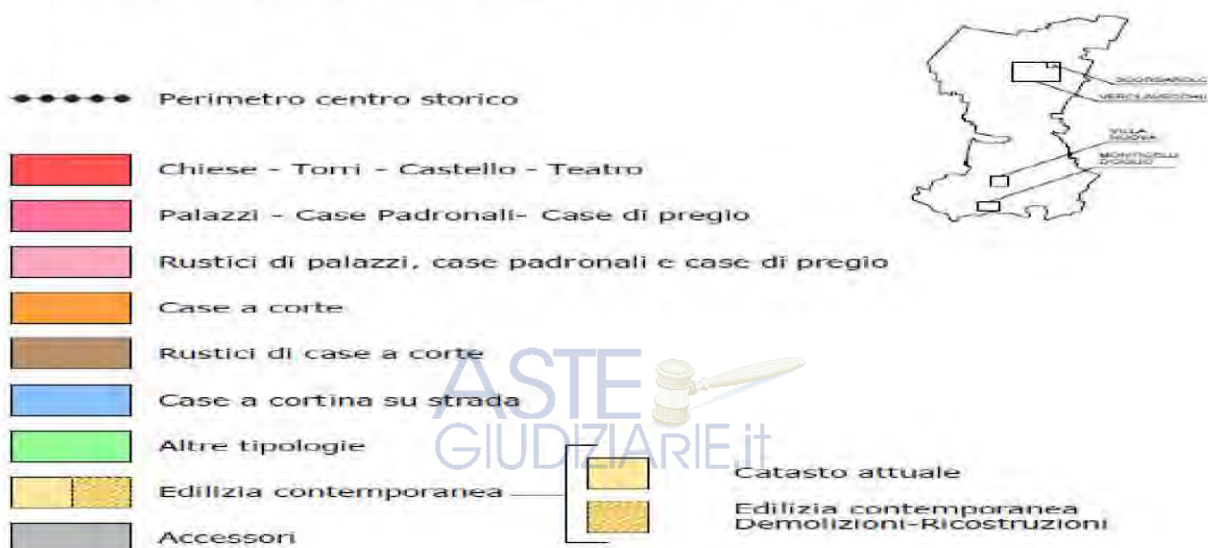 Perimetro centro storico
Chiese - Torri - Castello - Teatro
Palazzi - Case Padronali- Case di pregio
Rustici di palazzi, case padronali e case di pregio
Case a corte
Rustici di case a corte
Case a cortina su strada
Altre tipologie
Edilizia contemporanea
Accessori
Catasto attuale
Edilizia contemporanea
Demolizioni-Ricostruzioni
VILLA
NUOVA
MONTICELLI
D'OGLIO
ASTE
GIUDIZIARIE.it